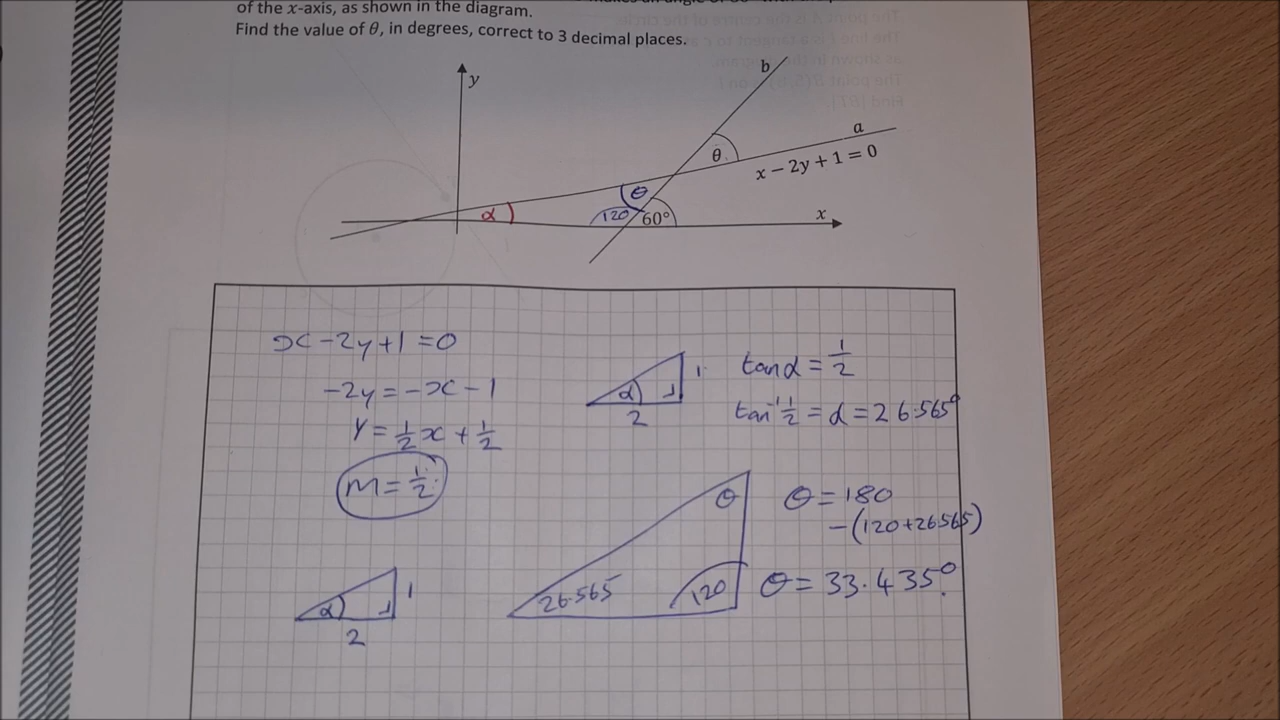 of the x-axis, as shown in the diagram.
Find the value of θ, in degrees, correct to 3 decimal places.
y
b
a
θ
x − 2y + 1 = 0
θ
α
120
60°
x
x - 2y + 1 = 0
-2y = -x - 1
y = 1/2 x + 1/2
m = 1/2
α
1
2
tan α = 1/2
tan⁻¹ 1/2 = α = 26.565°
θ
26.565
120
θ = 180
- (120 + 26.565)
θ = 33.435°
α
1
2